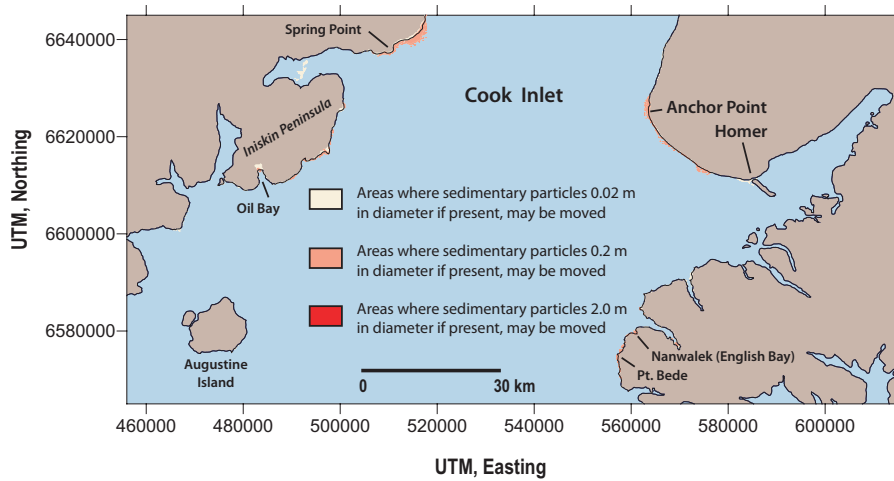 6640000
6620000
6600000
6580000
UTM, Northing
Spring Point
Cook Inlet
Iniskin Peninsula
Anchor Point
Homer
Oil Bay
Areas where sedimentary particles 0.02 m
in diameter if present, may be moved
Areas where sedimentary particles 0.2 m
in diameter if present, may be moved
Areas where sedimentary particles 2.0 m
in diameter if present, may be moved
Augustine
Island
Nanwalek (English Bay)
Pt. Bede
0 30 km
460000 480000 500000 520000 540000 560000 580000 600000
UTM, Easting